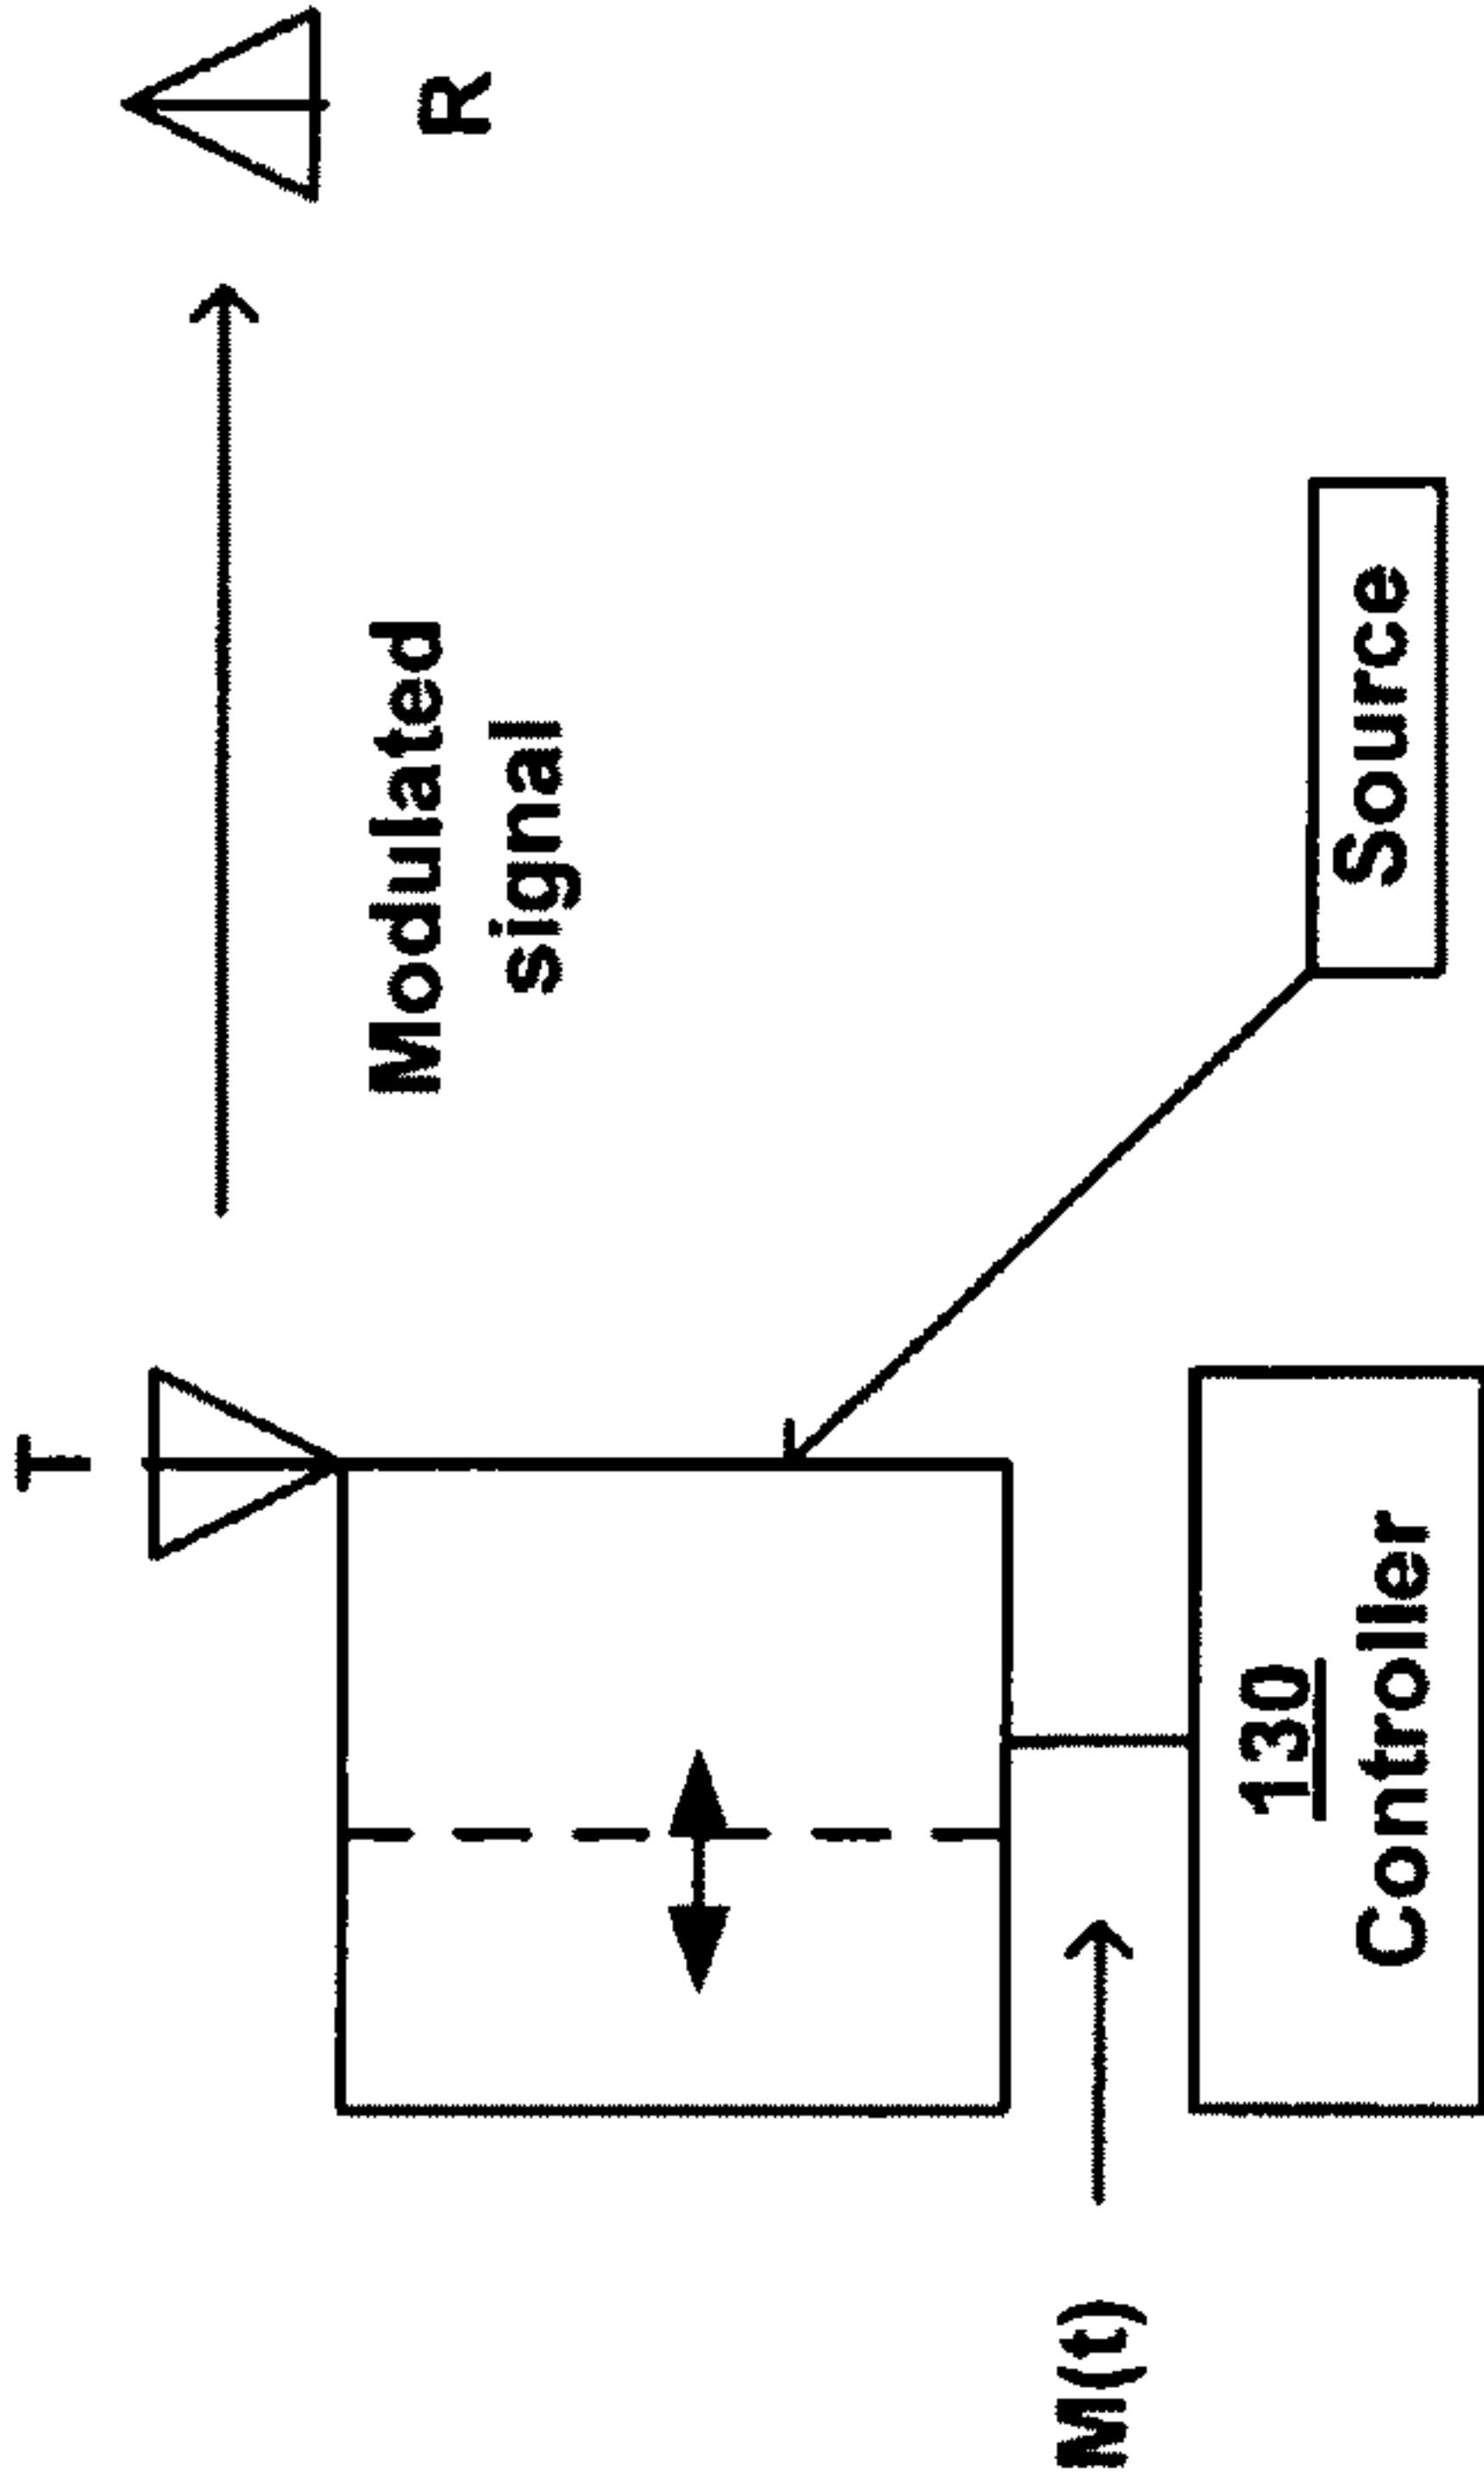 T
R
Modulated
signal
Source
M(t)
130
Controller